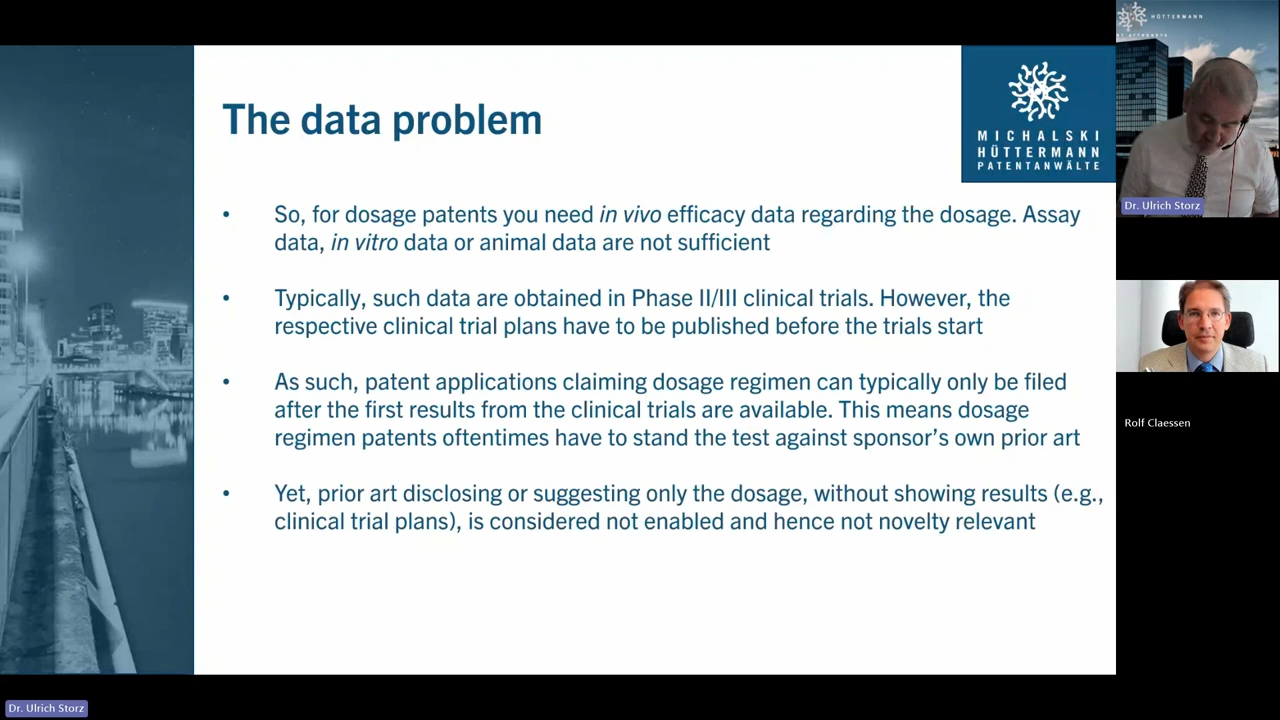 The data problem
MICHALSKI
HÜTTERMANN
PATENTANWÄLTE
• So, for dosage patents you need in vivo efficacy data regarding the dosage. Assay
data, in vitro data or animal data are not sufficient
• Typically, such data are obtained in Phase II/III clinical trials. However, the
respective clinical trial plans have to be published before the trials start
• As such, patent applications claiming dosage regimen can typically only be filed
after the first results from the clinical trials are available. This means dosage
regimen patents oftentimes have to stand the test against sponsor's own prior art
• Yet, prior art disclosing or suggesting only the dosage, without showing results (e.g.,
clinical trial plans), is considered not enabled and hence not novelty relevant
HÜTTERMANN
Dr. Ulrich Storz
Rolf Claessen
Dr. Ulrich Storz